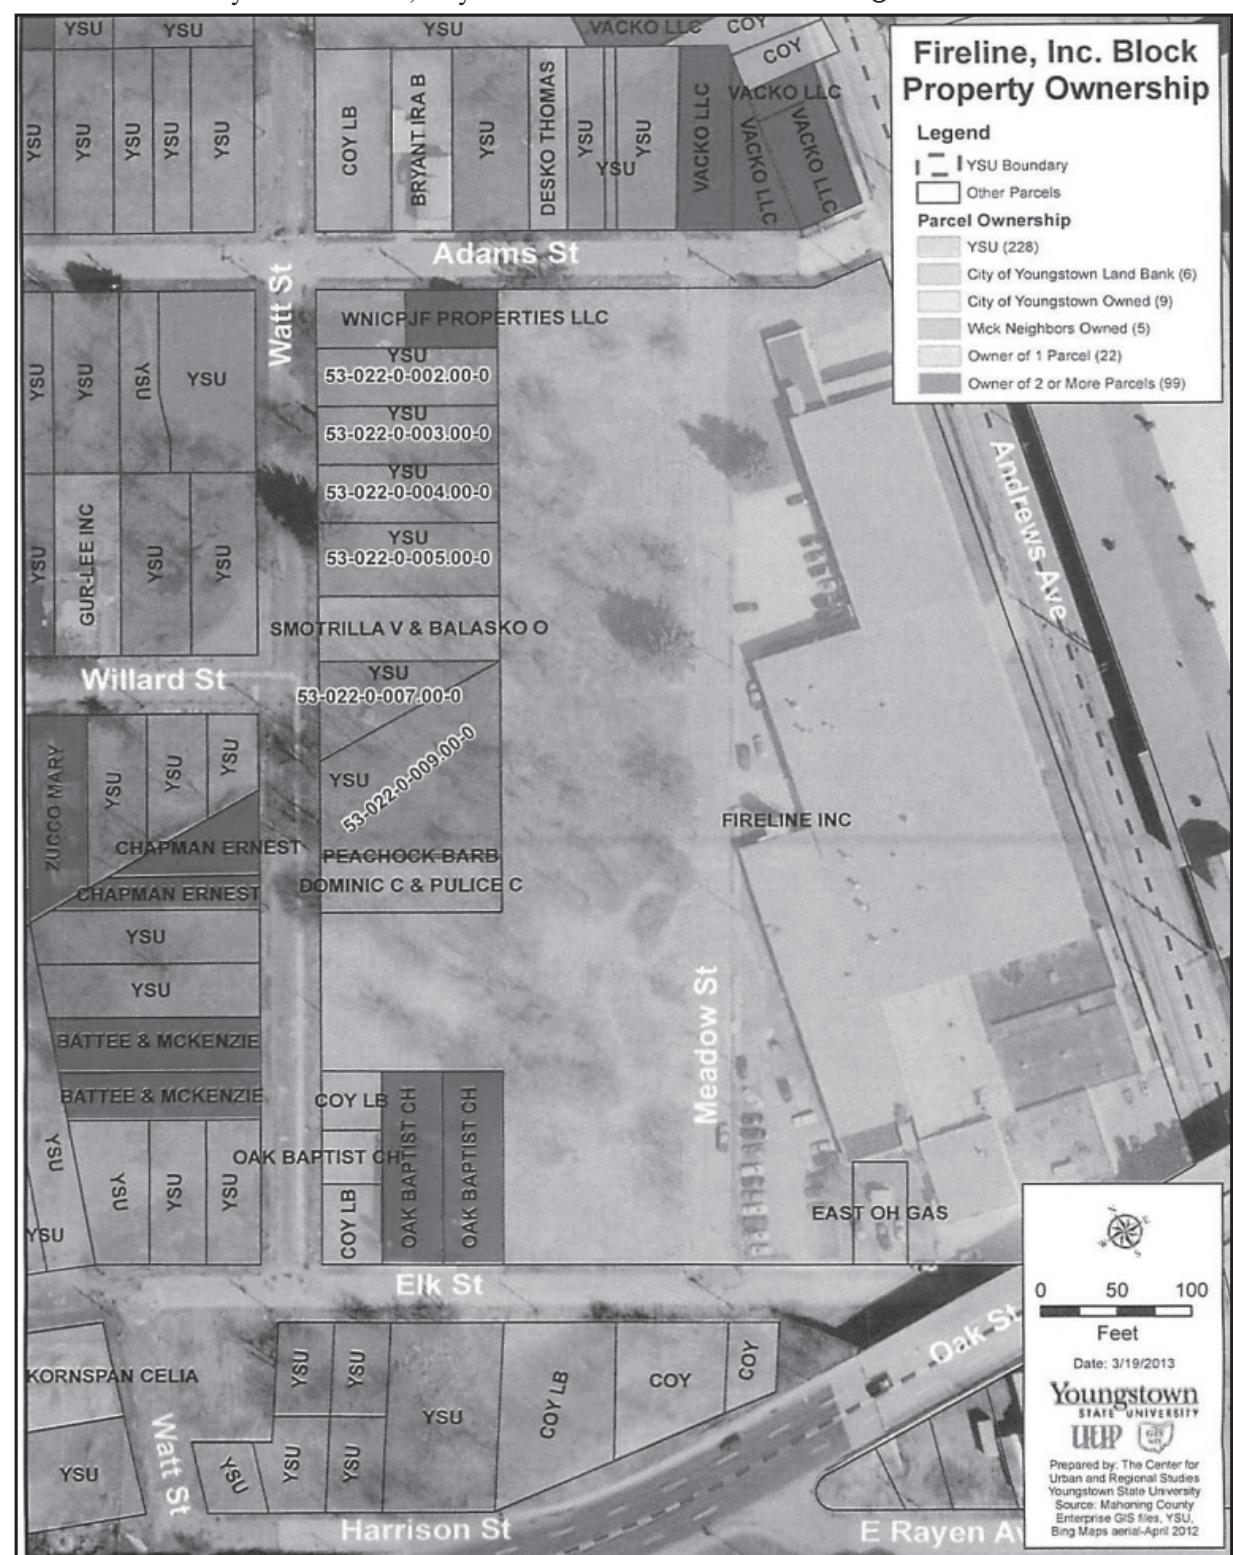 YSU
YSU
YSU
VACKO LLC
COY
COY
Fireline, Inc. Block
Property Ownership
Legend
YSU Boundary
Other Parcels
Parcel Ownership
YSU (228)
City of Youngstown Land Bank (6)
City of Youngstown Owned (9)
Wick Neighbors Owned (5)
Owner of 1 Parcel (22)
Owner of 2 or More Parcels (99)
YSU
YSU
YSU
YSU
YSU
COY LB
BRYANT IRA B
YSU
DESKO THOMAS
YSU
YSU
YSU
VACKO LLC
VACKO LLC
VACKO LLC
VACKO LLC
Adams St
Watt St
WNICPJF PROPERTIES LLC
YSU
53-022-0-002.00-0
YSU
53-022-0-003.00-0
YSU
53-022-0-004.00-0
YSU
53-022-0-005.00-0
YSU
YSU
YSU
YSU
YSU
GUR-LEE INC
YSU
YSU
Andrews Ave
SMOTRILLA V & BALASKO O
Willard St
YSU
53-022-0-007.00-0
YSU
53-022-0-009.00-0
ZUCCO MARY
YSU
YSU
YSU
CHAPMAN ERNEST
CHAPMAN ERNEST
PEACHOCK BARB
DOMINIC C & PULICE C
FIRELINE INC
YSU
YSU
BATTEE & MCKENZIE
BATTEE & MCKENZIE
Meadow St
COY LB
OAK BAPTIST CH
COY LB
OAK BAPTIST CH
OAK BAPTIST CH
YSU
YSU
YSU
YSU
YSU
EAST OH GAS
Elk St
Oak St
KORNSPAN CELIA
YSU
Watt St
YSU
YSU
YSU
YSU
YSU
YSU
COY LB
COY
COY
Harrison St
E Rayen Av
N
E
S
W
0 50 100
Feet
Date: 3/19/2013
Youngstown
STATE UNIVERSITY
Prepared by: The Center for
Urban and Regional Studies
Youngstown State University
Source: Mahoning County
Enterprise GIS files, YSU,
Bing Maps aerial-April 2012